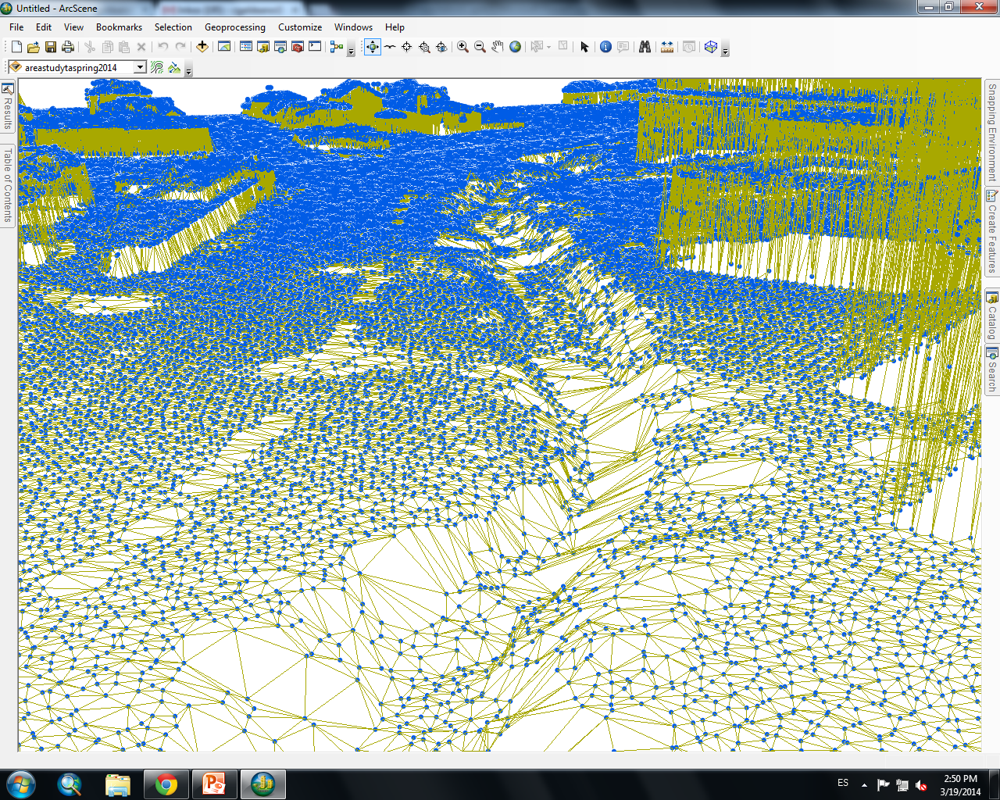 Untitled - ArcScene
File Edit View Bookmarks Selection Geoprocessing Customize Windows Help
areastudytaspring2014
Results
Table of Contents
Snapping Environment
Create Features
Catalog
Search
ES
2:50 PM
3/19/2014